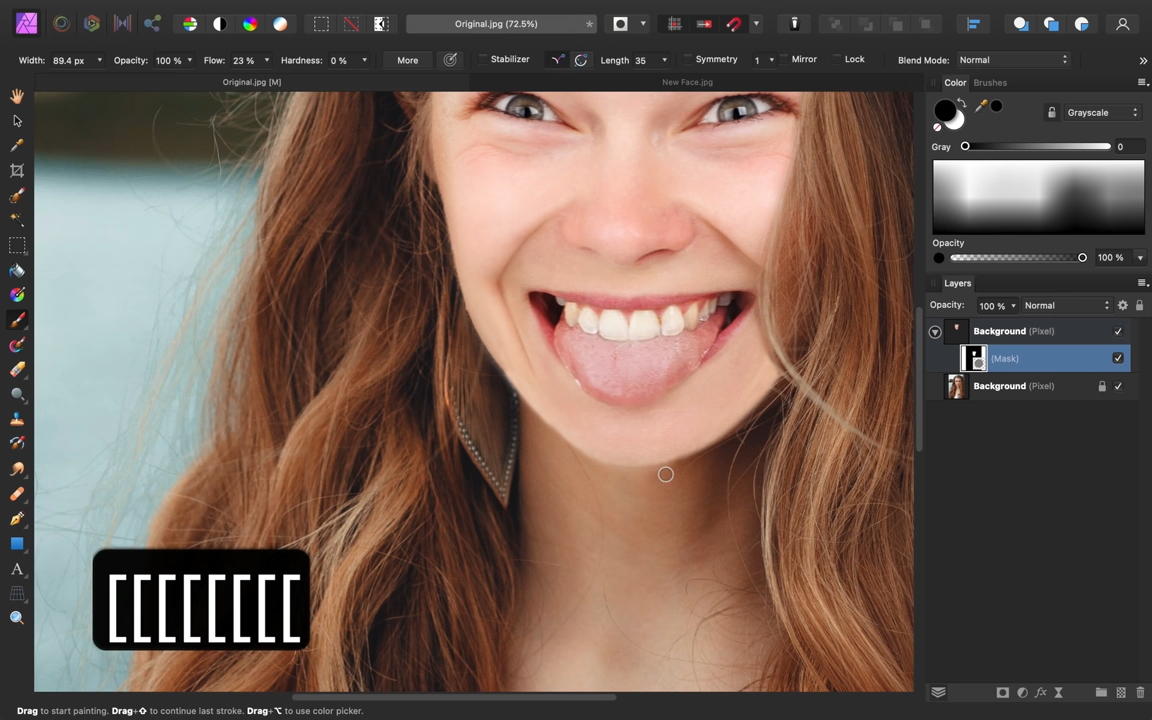 Original.jpg (72.5%)
*
Width: 89.4 px Opacity: 100 % Flow: 23 % Hardness: 0 % More Stabilizer Length 35 Symmetry 1 Mirror Lock Blend Mode: Normal »
Original.jpg [M] New Face.jpg
Color Brushes
Grayscale
Gray 0
Opacity
100 %
Layers
Opacity: 100 % Normal
Background (Pixel)
(Mask)
Background (Pixel)
A
[[[[[[[[
Drag to start painting. Drag+⇧ to continue last stroke. Drag+⌥ to use color picker.